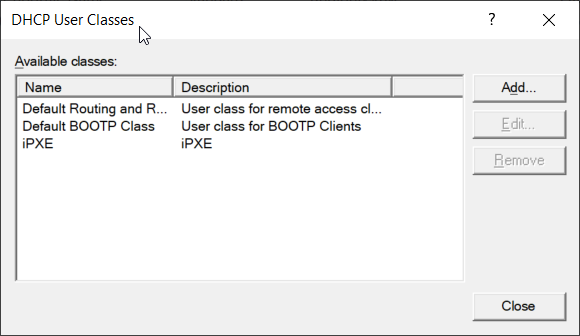 DHCP User Classes
?
Available classes:
Name Description
Default Routing and R... User class for remote access cl...
Default BOOTP Class User class for BOOTP Clients
iPXE iPXE
Add...
Edit...
Remove
Close